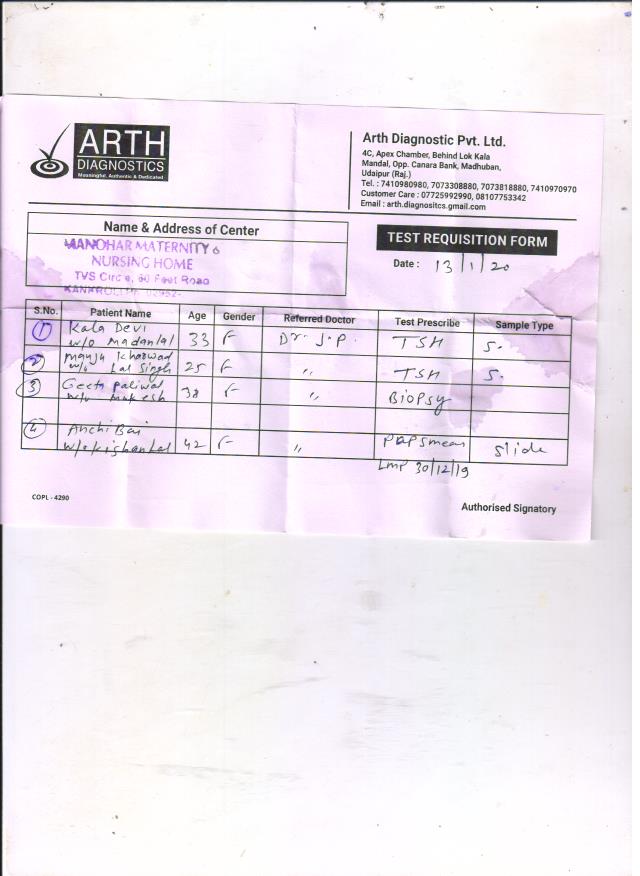 ARTH
DIAGNOSTICS
Meaningful, Authentic & Dedicated
Arth Diagnostic Pvt. Ltd.
4C, Apex Chamber, Behind Lok Kala
Mandal, Opp. Canara Bank, Madhuban,
Udaipur (Raj.)
Tel. : 7410980980, 7073308880, 7073818880, 7410970970
Customer Care : 07725992990, 08107753342
Email : arth.diagnositcs.gmail.com
Name & Address of Center
MANOHAR MATERNITY &
NURSING HOME
TVS Circle, 60 Feet Road
TEST REQUISITION FORM
Date : 13/1/20
S.No. Patient Name Age Gender Referred Doctor Test Prescribe Sample Type
1 Kala Devi w/o Madanlal 33 F Dr. J.P. TSH S.
2 Manju Kharwad w/o Lal Singh 25 F " TSH S.
3 Geeta paliwal w/o Mukesh 38 F " Biopsy
4 Anchi Bai w/o Kishanlal 42 F " PAPsmear slide
LMP 30/12/19
COPL - 4290
Authorised Signatory